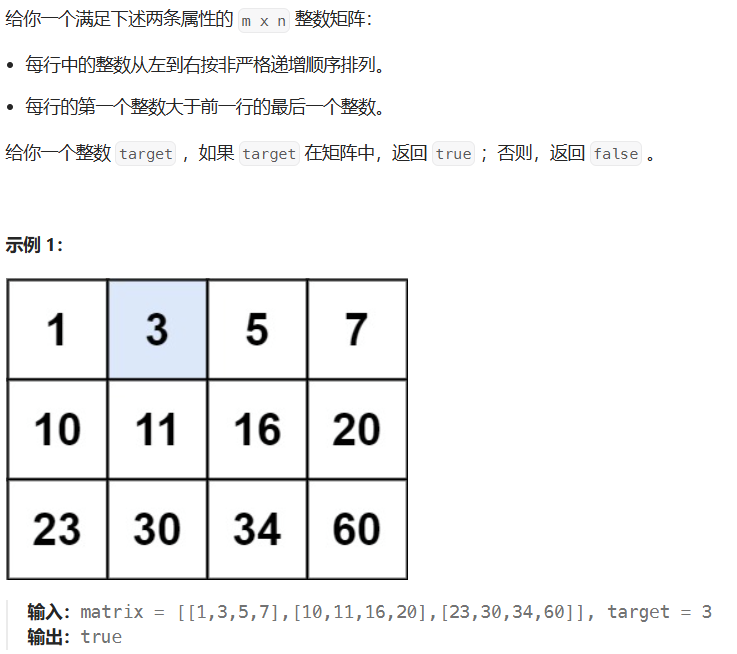 给你一个满足下述两条属性的 m x n 整数矩阵：
• 每行中的整数从左到右按非严格递增顺序排列。
• 每行的第一个整数大于前一行的最后一个整数。
给你一个整数 target ，如果 target 在矩阵中，返回 true ；否则，返回 false 。
示例 1：
1 3 5 7
10 11 16 20
23 30 34 60
输入：matrix = [[1,3,5,7],[10,11,16,20],[23,30,34,60]], target = 3
输出：true